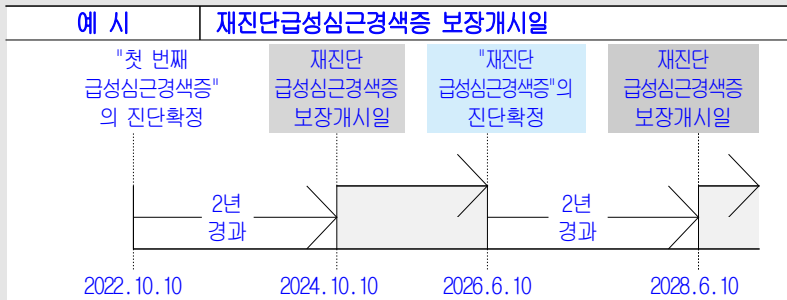 예 시 재진단급성심근경색증 보장개시일
"첫 번째
급성심근경색증"
의 진단확정
재진단
급성심근경색증
보장개시일
"재진단
급성심근경색증"의
진단확정
재진단
급성심근경색증
보장개시일
2년
경과
2년
경과
2022.10.10 2024.10.10 2026.6.10 2028.6.10